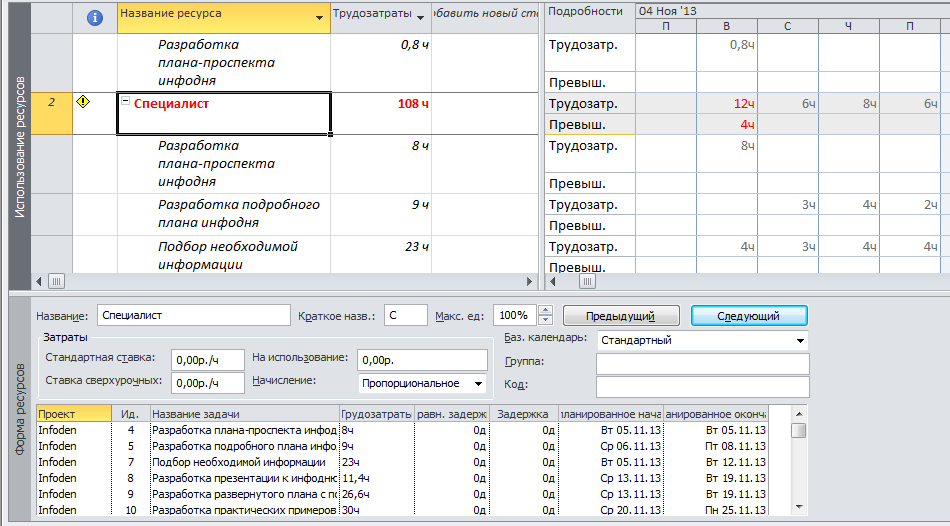 Название ресурса Трудозатраты обавить новый ста Подробности 04 Ноя '13
П В С Ч П
Разработка плана-проспекта инфодня 0,8 ч Трудозатр. 0,8ч
Превыш.
2 Специалист 108 ч Трудозатр. 12ч 6ч 8ч 6ч
Превыш. 4ч
Разработка плана-проспекта инфодня 8 ч Трудозатр. 8ч
Превыш.
Разработка подробного плана инфодня 9 ч Трудозатр. 3ч 4ч 2ч
Превыш.
Подбор необходимой информации 23 ч Трудозатр. 4ч 3ч 4ч 4ч
Превыш.
Использование ресурсов
Форма ресурсов
Название: Специалист Краткое назв.: С Макс. ед: 100% Предыдущий Следующий
Затраты
Баз. календарь: Стандартный
Стандартная ставка: 0,00р./ч На использование: 0,00р. Группа:
Ставка сверхурочных: 0,00р./ч Начисление: Пропорциональное Код:
Проект Ид. Название задачи Трудозатраты равн. задерж Задержка планированное нача анированное оконча
Infoden 4 Разработка плана-проспекта инфод 8ч 0д 0д Вт 05.11.13 Вт 05.11.13
Infoden 5 Разработка подробного плана инфо 9ч 0д 0д Ср 06.11.13 Пт 08.11.13
Infoden 7 Подбор необходимой информации 23ч 0д 0д Вт 05.11.13 Вт 12.11.13
Infoden 8 Разработка презентации к инфодню 11,4ч 0д 0д Ср 13.11.13 Вт 19.11.13
Infoden 9 Разработка развернутого плана с по 26,6ч 0д 0д Ср 13.11.13 Вт 19.11.13
Infoden 10 Разработка практических примеров 30ч 0д 0д Ср 20.11.13 Пн 25.11.13